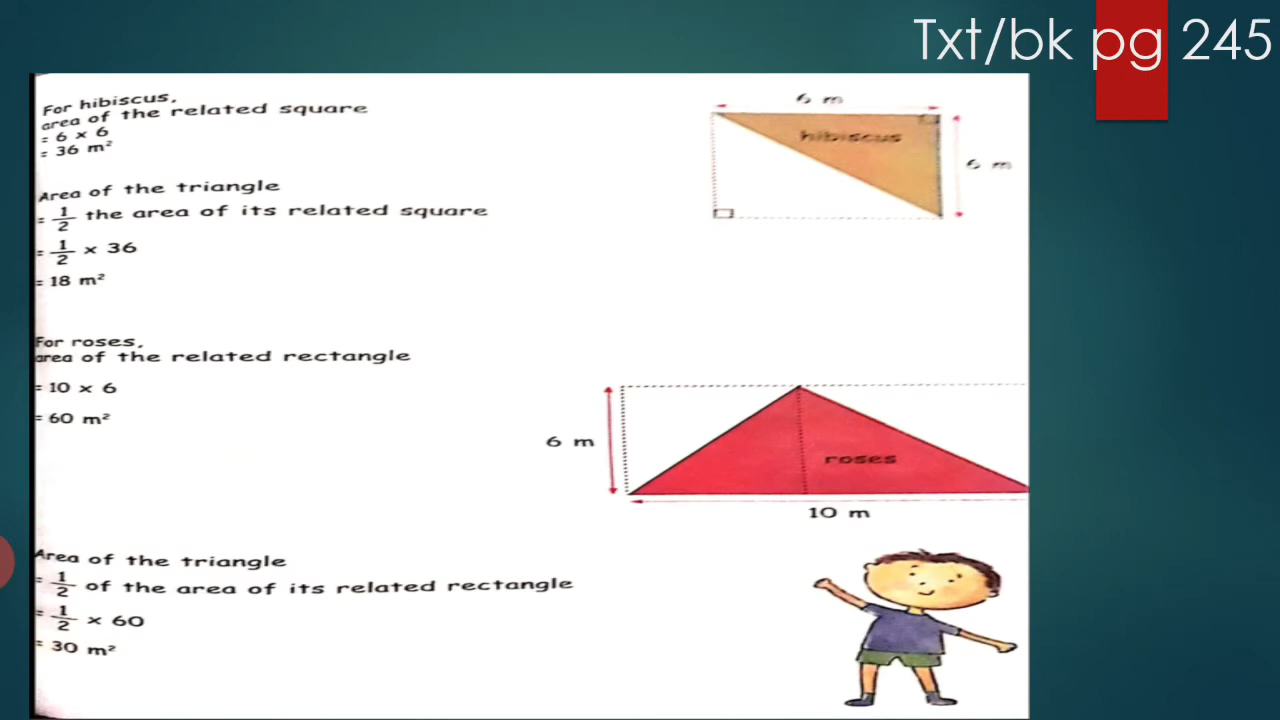 Txt/bk pg 245
For hibiscus,
area of the related square
= 6 × 6
= 36 m²
6 m
hibiscus
6 m
Area of the triangle
= 1/2 the area of its related square
= 1/2 × 36
= 18 m²
For roses,
area of the related rectangle
= 10 × 6
= 60 m²
6 m
roses
10 m
Area of the triangle
= 1/2 of the area of its related rectangle
= 1/2 × 60
= 30 m²